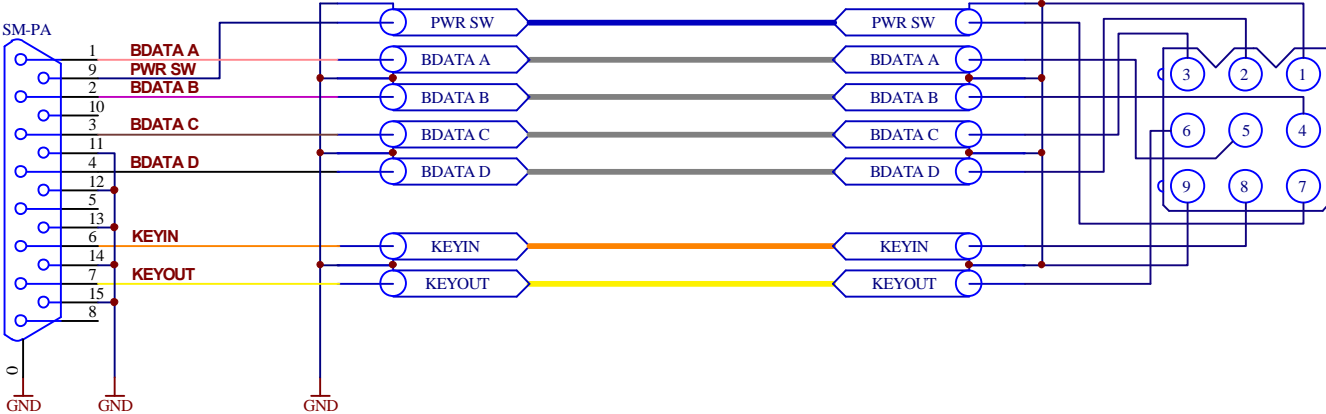 SM-PA
1 BDATA A
9 PWR SW
2 BDATA B
10
3 BDATA C
11
4 BDATA D
12
5
13
6 KEYIN
14
7 KEYOUT
15
8
0
GND GND GND
PWR SW PWR SW
BDATA A BDATA A
BDATA B BDATA B
BDATA C BDATA C
BDATA D BDATA D
KEYIN KEYIN
KEYOUT KEYOUT
3 2 1
6 5 4
9 8 7